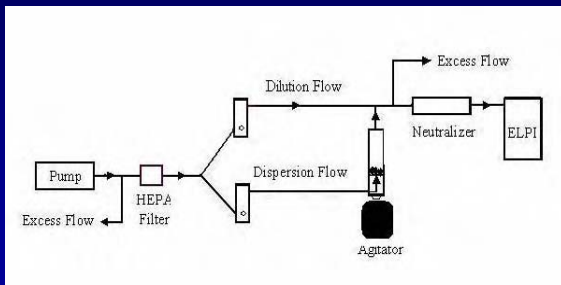 Excess Flow
Dilution Flow
Neutralizer
ELPI
Pump
HEPA
Filter
Dispersion Flow
Excess Flow
Agitator